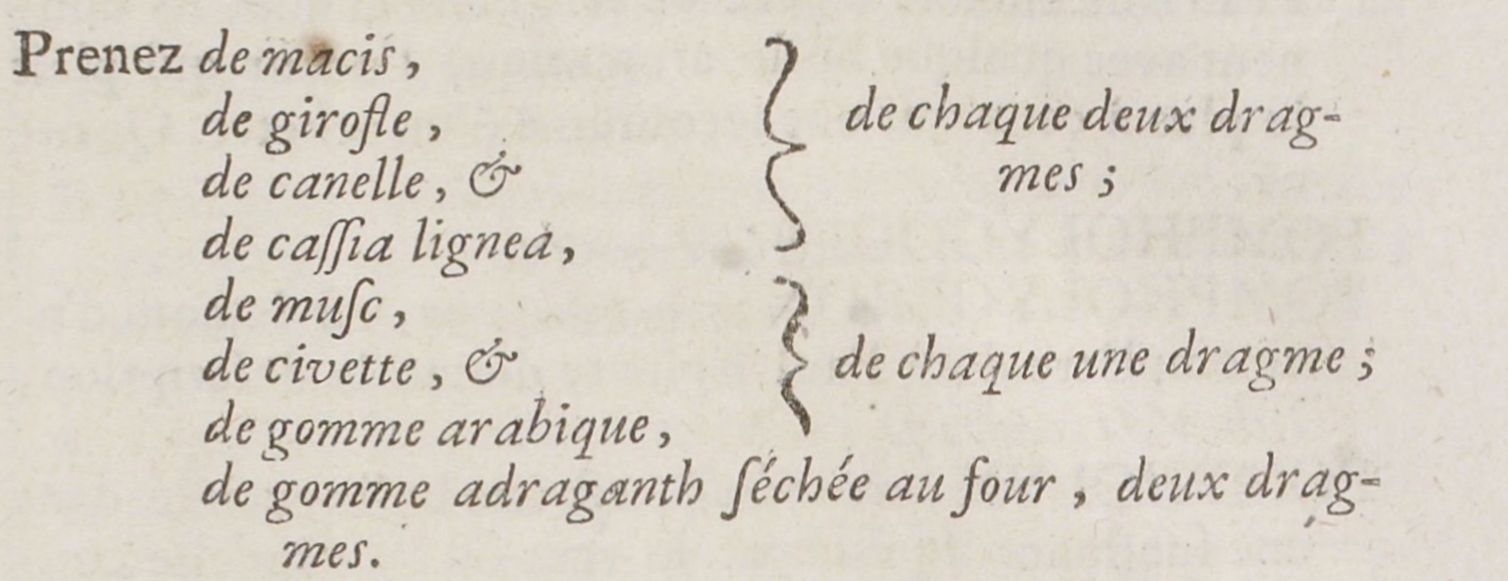 Prenez de macis,
de girofle,
de canelle, &
de caſſia lignea,
de chaque deux drag-
mes ;
de muſc,
de civette, &
de gomme arabique,
de chaque une dragme ;
de gomme adraganth ſéchée au four, deux drag-
mes.